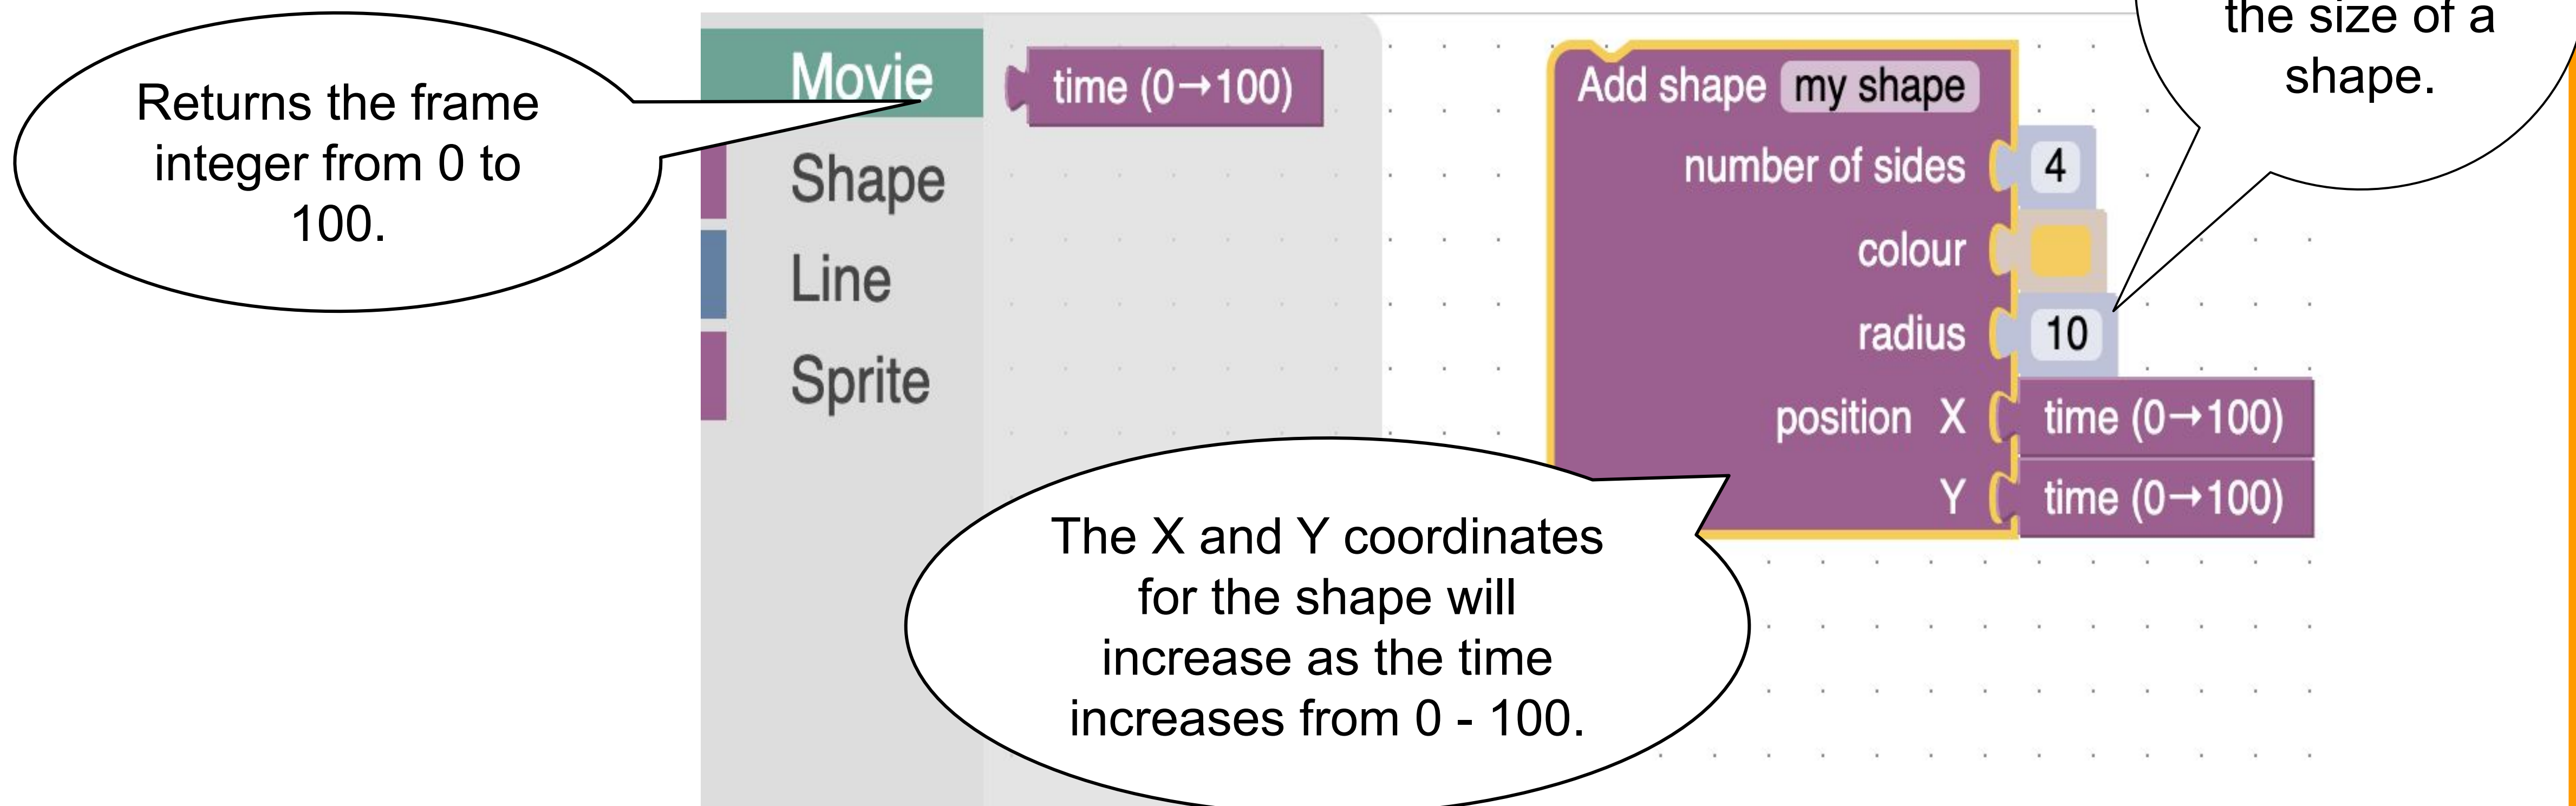 the size of a
shape.
Returns the frame
integer from 0 to
100.
Movie
Shape
Line
Sprite
time (0→100)
Add shape my shape
number of sides 4
colour
radius 10
position X time (0→100)
Y time (0→100)
The X and Y coordinates
for the shape will
increase as the time
increases from 0 - 100.